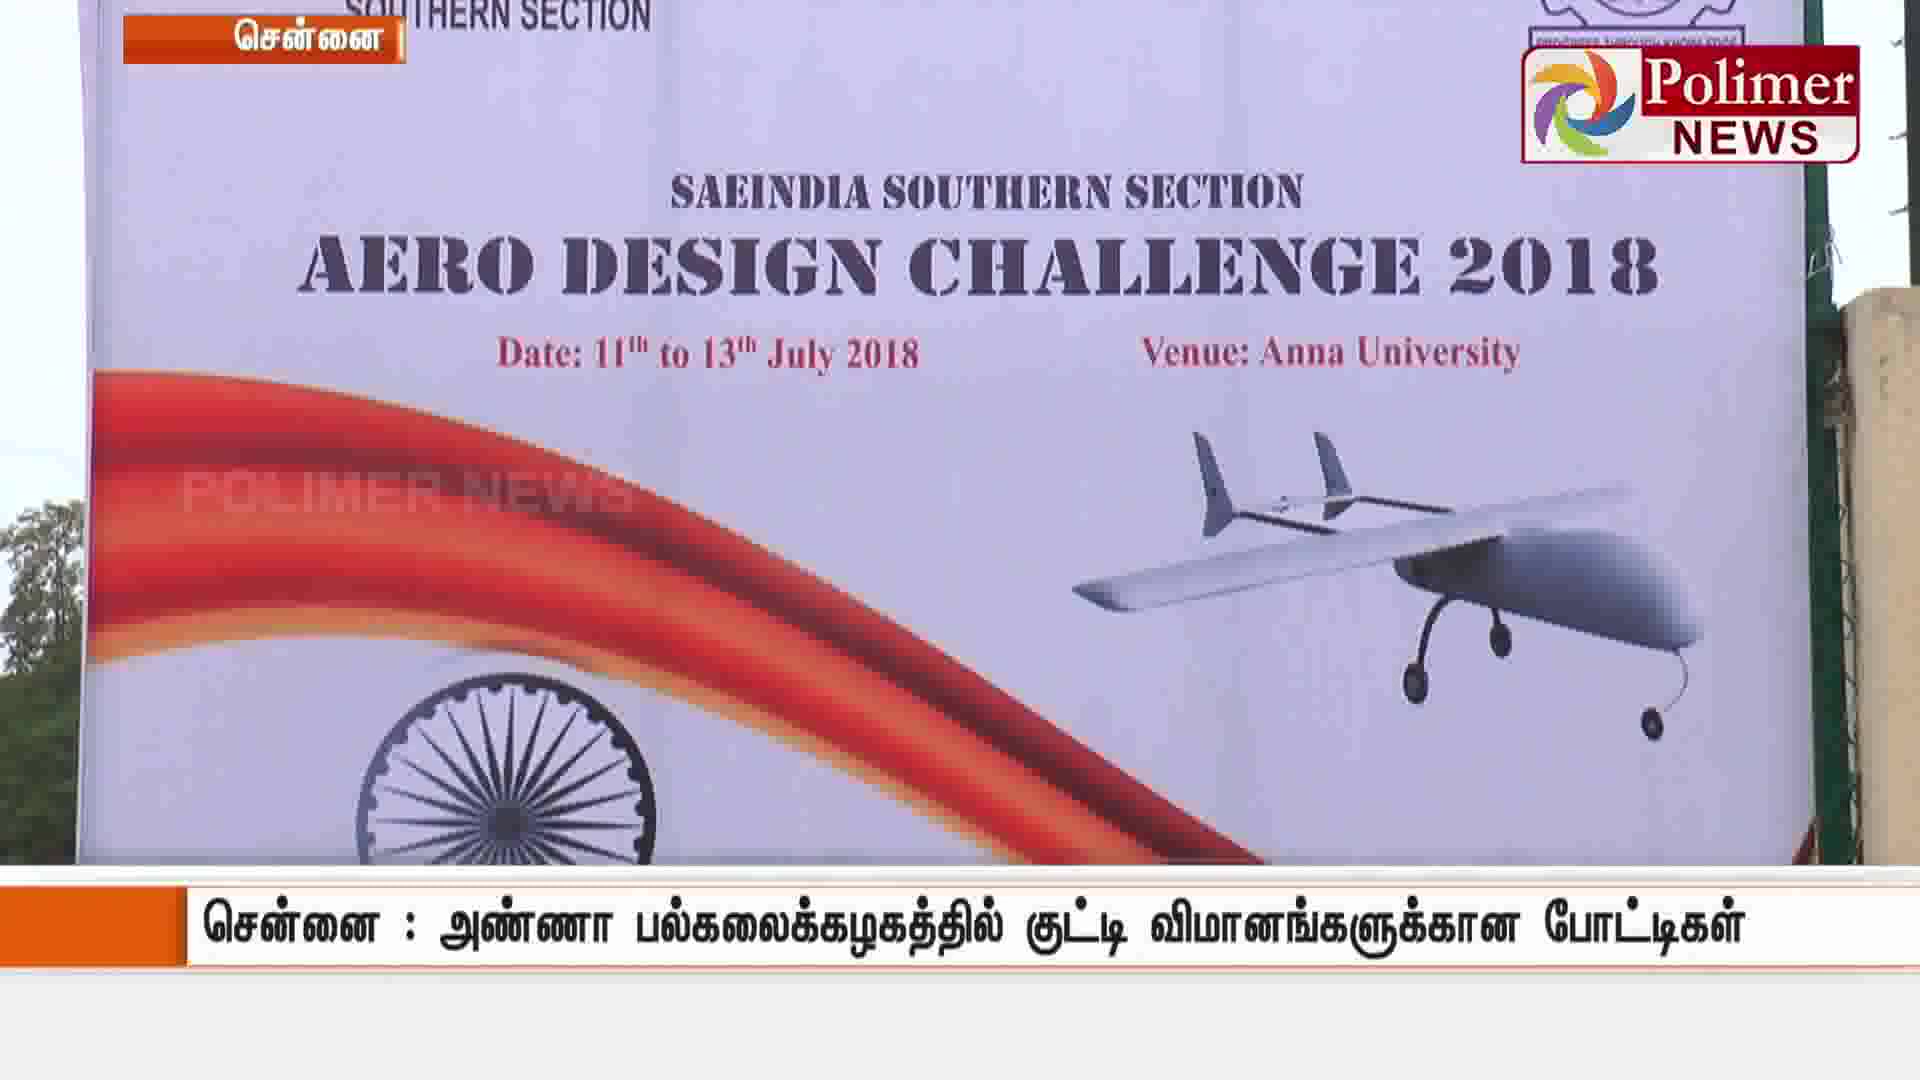 SOUTHERN SECTION
சென்னை
Polimer
NEWS
SAEINDIA SOUTHERN SECTION
AERO DESIGN CHALLENGE 2018
Date: 11th to 13th July 2018
Venue: Anna University
POLIMER NEWS
சென்னை : அண்ணா பல்கலைக்கழகத்தில் குட்டி விமானங்களுக்கான போட்டிகள்